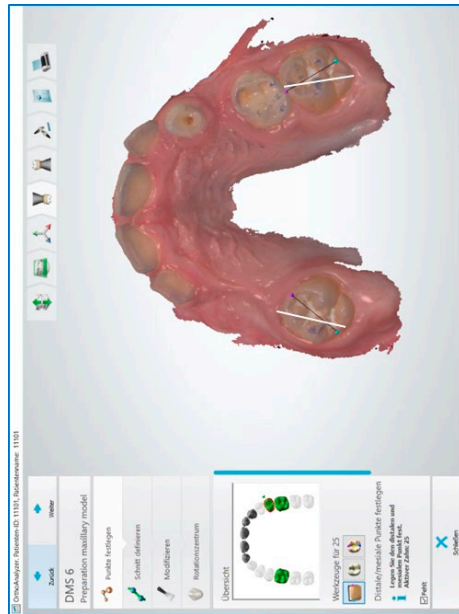 OrthoAnalyzer. Patienten-ID: 11101, Patientenname: 11101
Zurück
Weiter
DMS 6
Preparation maxillary model
Punkte festlegen
Schnitt definieren
Modifizieren
Rotationszentrum
Übersicht
Werkzeuge für 25
Distale/mesiale Punkte festlegen
Legen Sie den distalen und
mesialen Punkt fest.
Aktiver Zahn: 25
Schließen